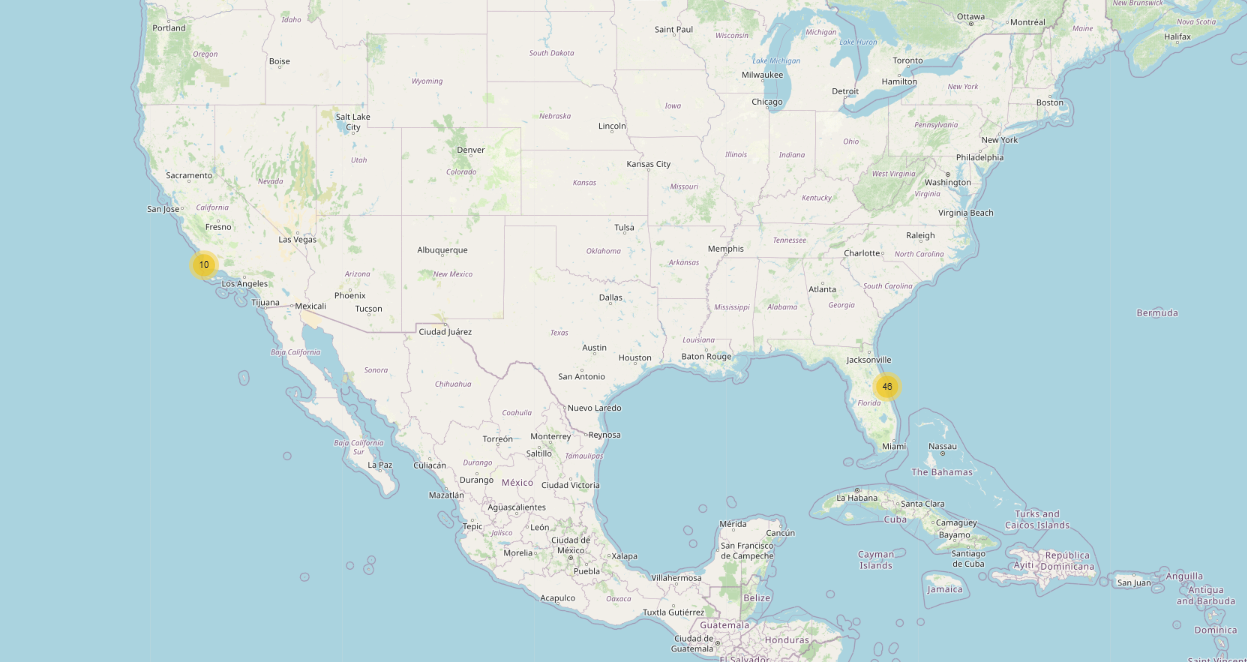 Ottawa
New Brunswick
Nova Scotia
Montréal
Maine
Halifax
Idaho
Portland
Saint Paul
Wisconsin
Michigan
Lake Huron
Oregon
Boise
South Dakota
Lake Michigan
Toronto
Wyoming
Milwaukee
Hamilton
Detroit
New York
Chicago
Boston
Iowa
Salt Lake
City
Nebraska
Lincoln
Pennsylvania
New York
Denver
Utah
Colorado
Kansas City
Illinois
Indiana
Ohio
Philadelphia
Sacramento
Nevada
Kansas
Missouri
West Virginia
Washington
Virginia
Kentucky
San Jose
California
Virginia Beach
Fresno
Tulsa
Las Vegas
Albuquerque
Oklahoma
Memphis
Tennessee
Raleigh
Charlotte
North Carolina
10
Arizona
New Mexico
Arkansas
Los Angeles
Atlanta
South Carolina
Phoenix
Dallas
Tijuana
Mexicali
Tucson
Mississippi
Alabama
Georgia
Bermuda
Ciudad Juárez
Texas
Louisiana
Baja California
Austin
Houston
Baton Rouge
Jacksonville
Sonora
Chihuahua
San Antonio
46
Coahuila
Nuevo Laredo
Florida
Baja California
Sur
Torreón
Monterrey
Reynosa
Miami
Nassau
Saltillo
Tamaulipas
La Paz
Culiacán
Durango
The Bahamas
Durango
México
Ciudad Victoria
Mazatlán
La Habana
Santa Clara
Aguascalientes
Cuba
Turks and
Caicos Islands
Tepic
León
Mérida
Cancún
Camaguey
Jalisco
Ciudad de
México
San Francisco
de Campeche
Bayamo
Morelia
Xalapa
Cayman
Islands
Santiago
de Cuba
Ayiti
República
Dominicana
Puebla
Villahermosa
San Juan
Anguilla
Acapulco
Oaxaca
Belize
Jamaica
Antigua
and Barbuda
Tuxtla Gutiérrez
Guatemala
Dominica
Ciudad de
Guatemala
Honduras
El Salvador
Saint Vincent